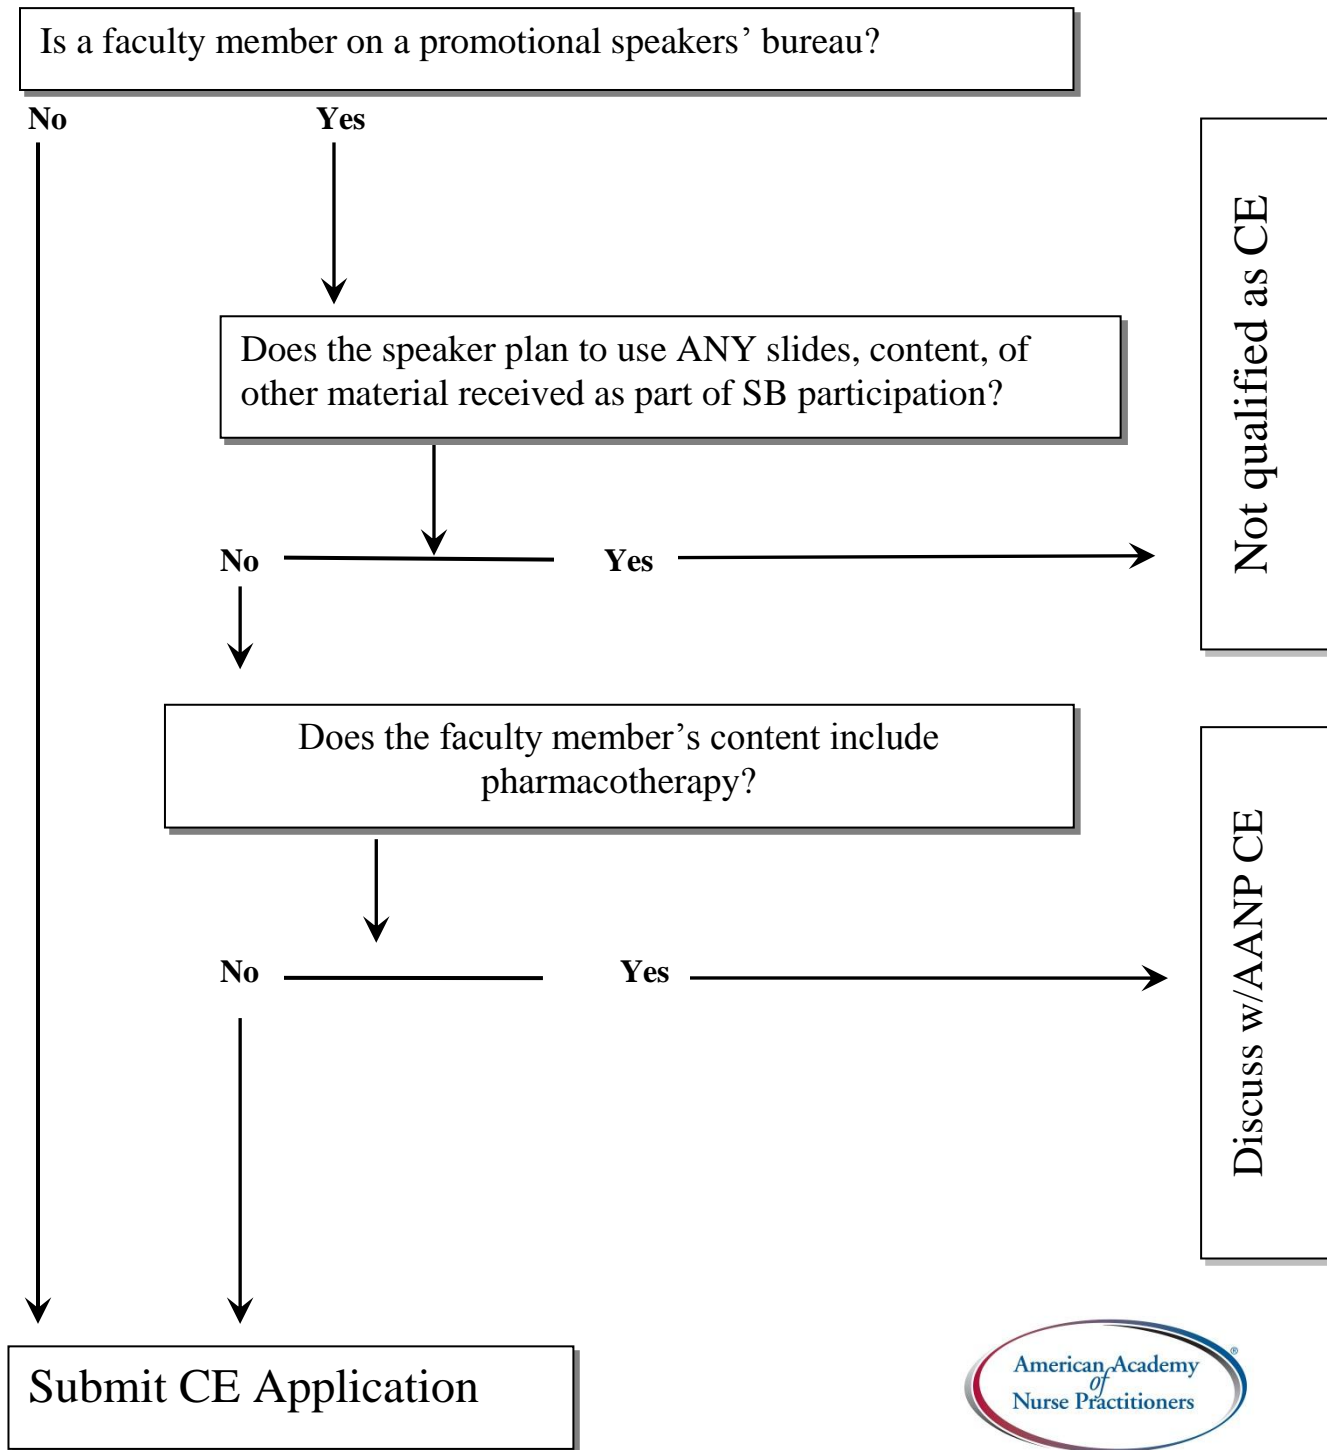 Is a faculty member on a promotional speakers’ bureau?
No
Yes
Does the speaker plan to use ANY slides, content, of
other material received as part of SB participation?
No
Yes
Not qualified as CE
Does the faculty member’s content include
pharmacotherapy?
No
Yes
Discuss w/AANP CE
Submit CE Application
American Academy
of
Nurse Practitioners
®